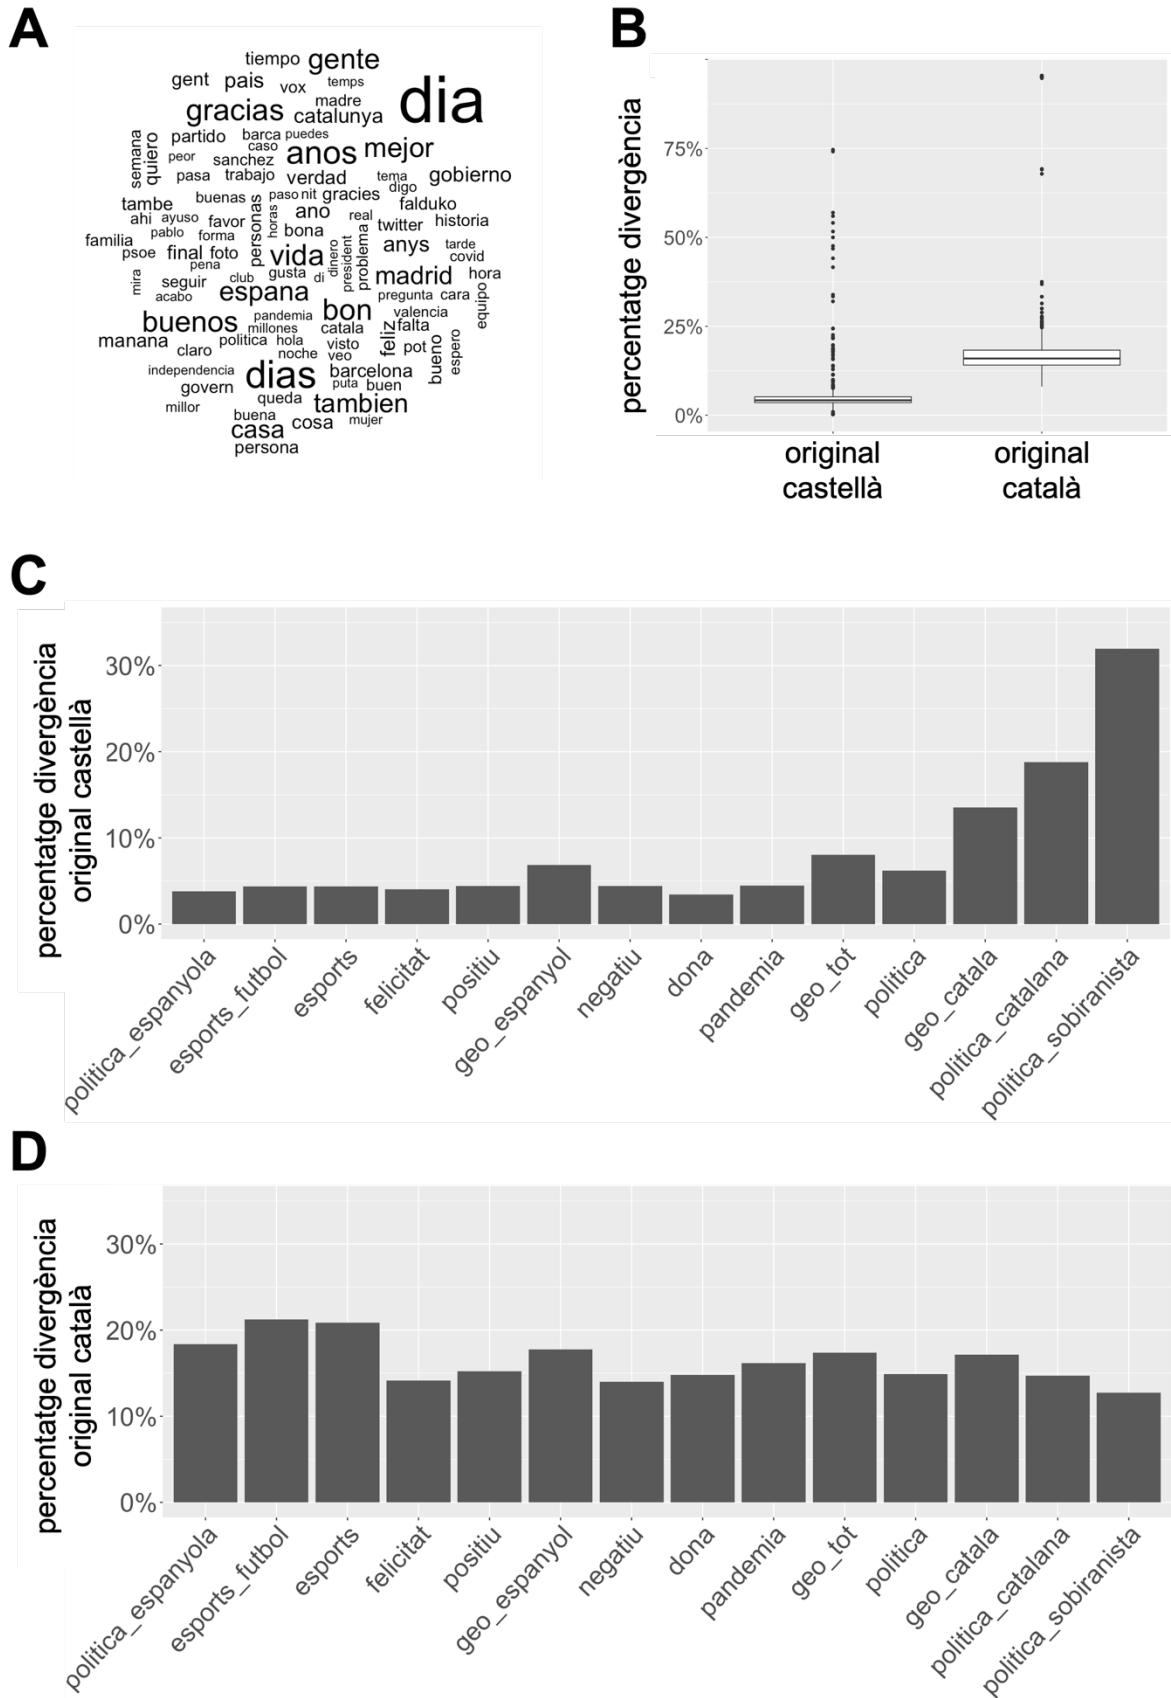 A
tiempo gente
gent pais vox temps
dia
gracias madre
catalunya
partido barca puedes
semana quiero peor caso
sanchez anos mejor
pasa trabajo verdad tema gobierno
digo
tambe buenas paso nit gracies falduko
ahi ayuso favor personas horas ano real twitter historia
pablo forma bona
familia psoe final foto vida dinero president problema anys tarde
covid
pena gusta di madrid hora
mira seguir club
acabo espana pregunta cara equipo
buenos pandemia bon valencia
millones catala feliz falta
manana politica hola visto
claro noche veo pot bueno espero
independencia dias barcelona
govern puta buen
queda tambien
millor buena
casa cosa mujer
persona
B
percentatge divergència
75%
50%
25%
0%
original
castellà
original
català
C
percentatge divergència
original castellà
30%
20%
10%
0%
politica_espanyola
esports_futbol
esports
felicitat
positiu
geo_espanyol
negatiu
dona
pandemia
geo_tot
politica
geo_catala
politica_catalana
politica_sobiranista
D
percentatge divergència
original català
30%
20%
10%
0%
politica_espanyola
esports_futbol
esports
felicitat
positiu
geo_espanyol
negatiu
dona
pandemia
geo_tot
politica
geo_catala
politica_catalana
politica_sobiranista